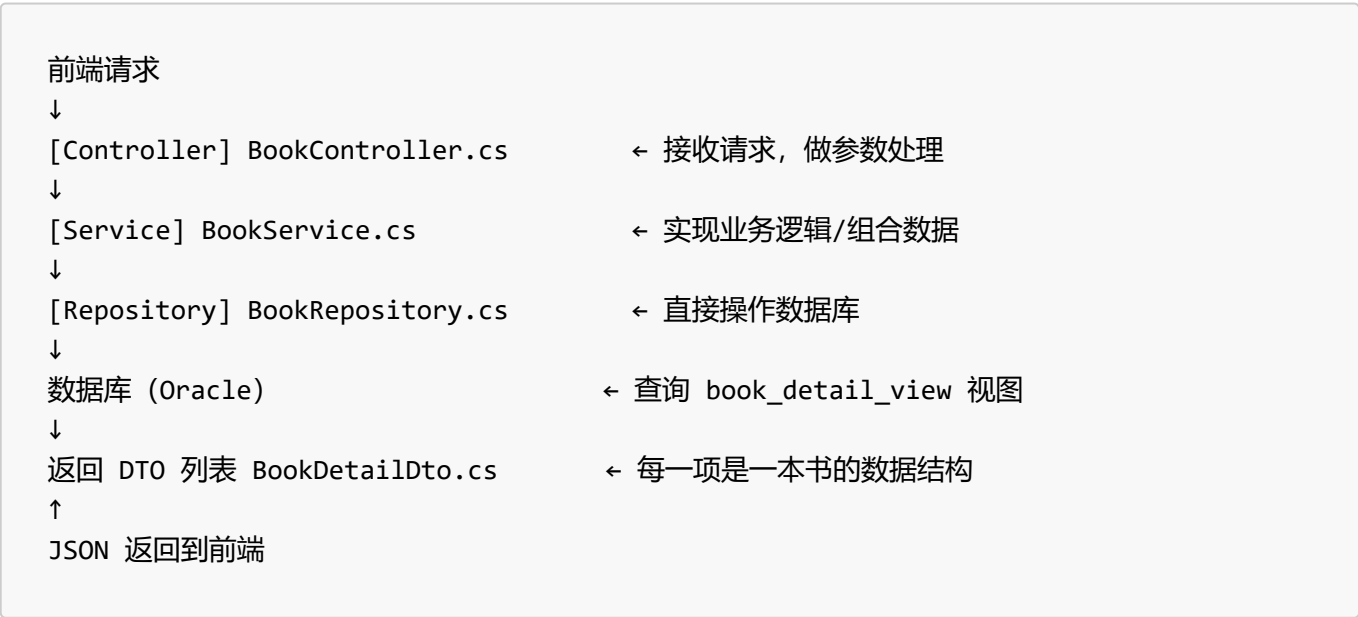 前端请求
↓
[Controller] BookController.cs ← 接收请求，做参数处理
↓
[Service] BookService.cs ← 实现业务逻辑/组合数据
↓
[Repository] BookRepository.cs ← 直接操作数据库
↓
数据库（Oracle） ← 查询 book_detail_view 视图
↓
返回 DTO 列表 BookDetailDto.cs ← 每一项是一本书的数据结构
↑
JSON 返回到前端